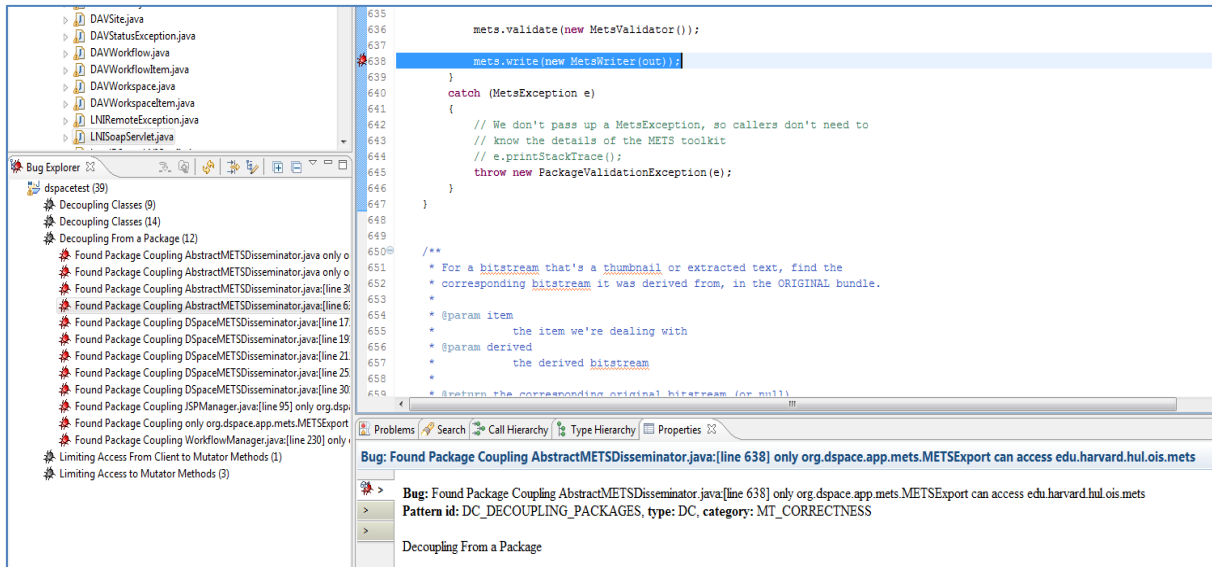 DAVSite.java
DAVStatusException.java
DAVWorkflow.java
DAVWorkflowItem.java
DAVWorkspace.java
DAVWorkspaceItem.java
LNIRemoteException.java
LNISoapServlet.java
Bug Explorer
dspacetest (39)
Decoupling Classes (9)
Decoupling Classes (14)
Decoupling From a Package (12)
Found Package Coupling AbstractMETSDisseminator.java only o
Found Package Coupling AbstractMETSDisseminator.java only o
Found Package Coupling AbstractMETSDisseminator.java:[line 30
Found Package Coupling AbstractMETSDisseminator.java:[line 63
Found Package Coupling DSpaceMETSDisseminator.java:[line 17
Found Package Coupling DSpaceMETSDisseminator.java:[line 19
Found Package Coupling DSpaceMETSDisseminator.java:[line 21
Found Package Coupling DSpaceMETSDisseminator.java:[line 25
Found Package Coupling DSpaceMETSDisseminator.java:[line 30
Found Package Coupling JSPManager.java:[line 95] only org.dspa
Found Package Coupling only org.dspace.app.mets.METSExport
Found Package Coupling WorkflowManager.java:[line 230] only
Limiting Access From Client to Mutator Methods (1)
Limiting Access to Mutator Methods (3)
635
636 mets.validate(new MetsValidator());
637
638 mets.write(new MetsWriter(out));
639 }
640 catch (MetsException e)
641 {
642 // We don't pass up a MetsException, so callers don't need to
643 // know the details of the METS toolkit
644 // e.printStackTrace();
645 throw new PackageValidationException(e);
646 }
647 }
648
649
650 /**
651 * For a bitstream that's a thumbnail or extracted text, find the
652 * corresponding bitstream it was derived from, in the ORIGINAL bundle.
653 *
654 * @param item
655 * the item we're dealing with
656 * @param derived
657 * the derived bitstream
658 *
659 * @return the corresponding original bitstream (or null)
Problems Search Call Hierarchy Type Hierarchy Properties
Bug: Found Package Coupling AbstractMETSDisseminator.java:[line 638] only org.dspace.app.mets.METSExport can access edu.harvard.hul.ois.mets
Bug: Found Package Coupling AbstractMETSDisseminator.java:[line 638] only org.dspace.app.mets.METSExport can access edu.harvard.hul.ois.mets
Pattern id: DC_DECOUPLING_PACKAGES, type: DC, category: MT_CORRECTNESS
Decoupling From a Package